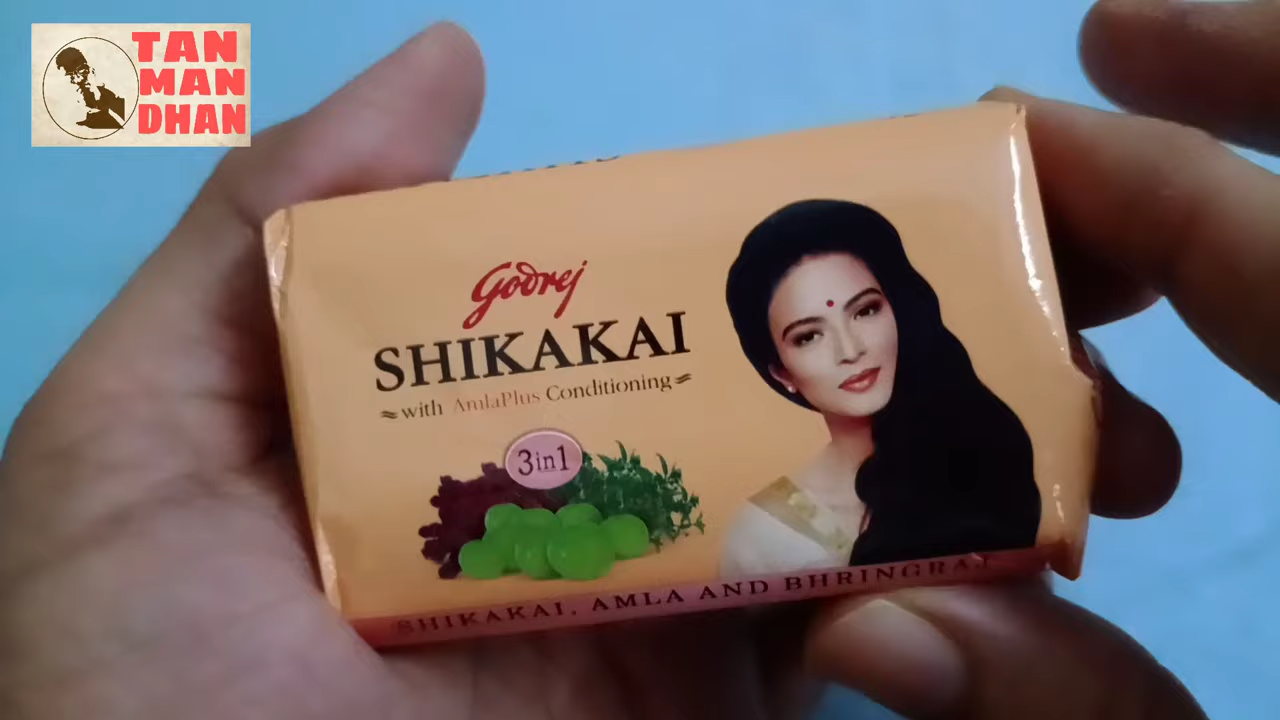 TAN
MAN
DHAN
Godrej
SHIKAKAI
with AmlaPlus Conditioning
3in1
SHIKAKAI, AMLA AND BHRINGRAJ